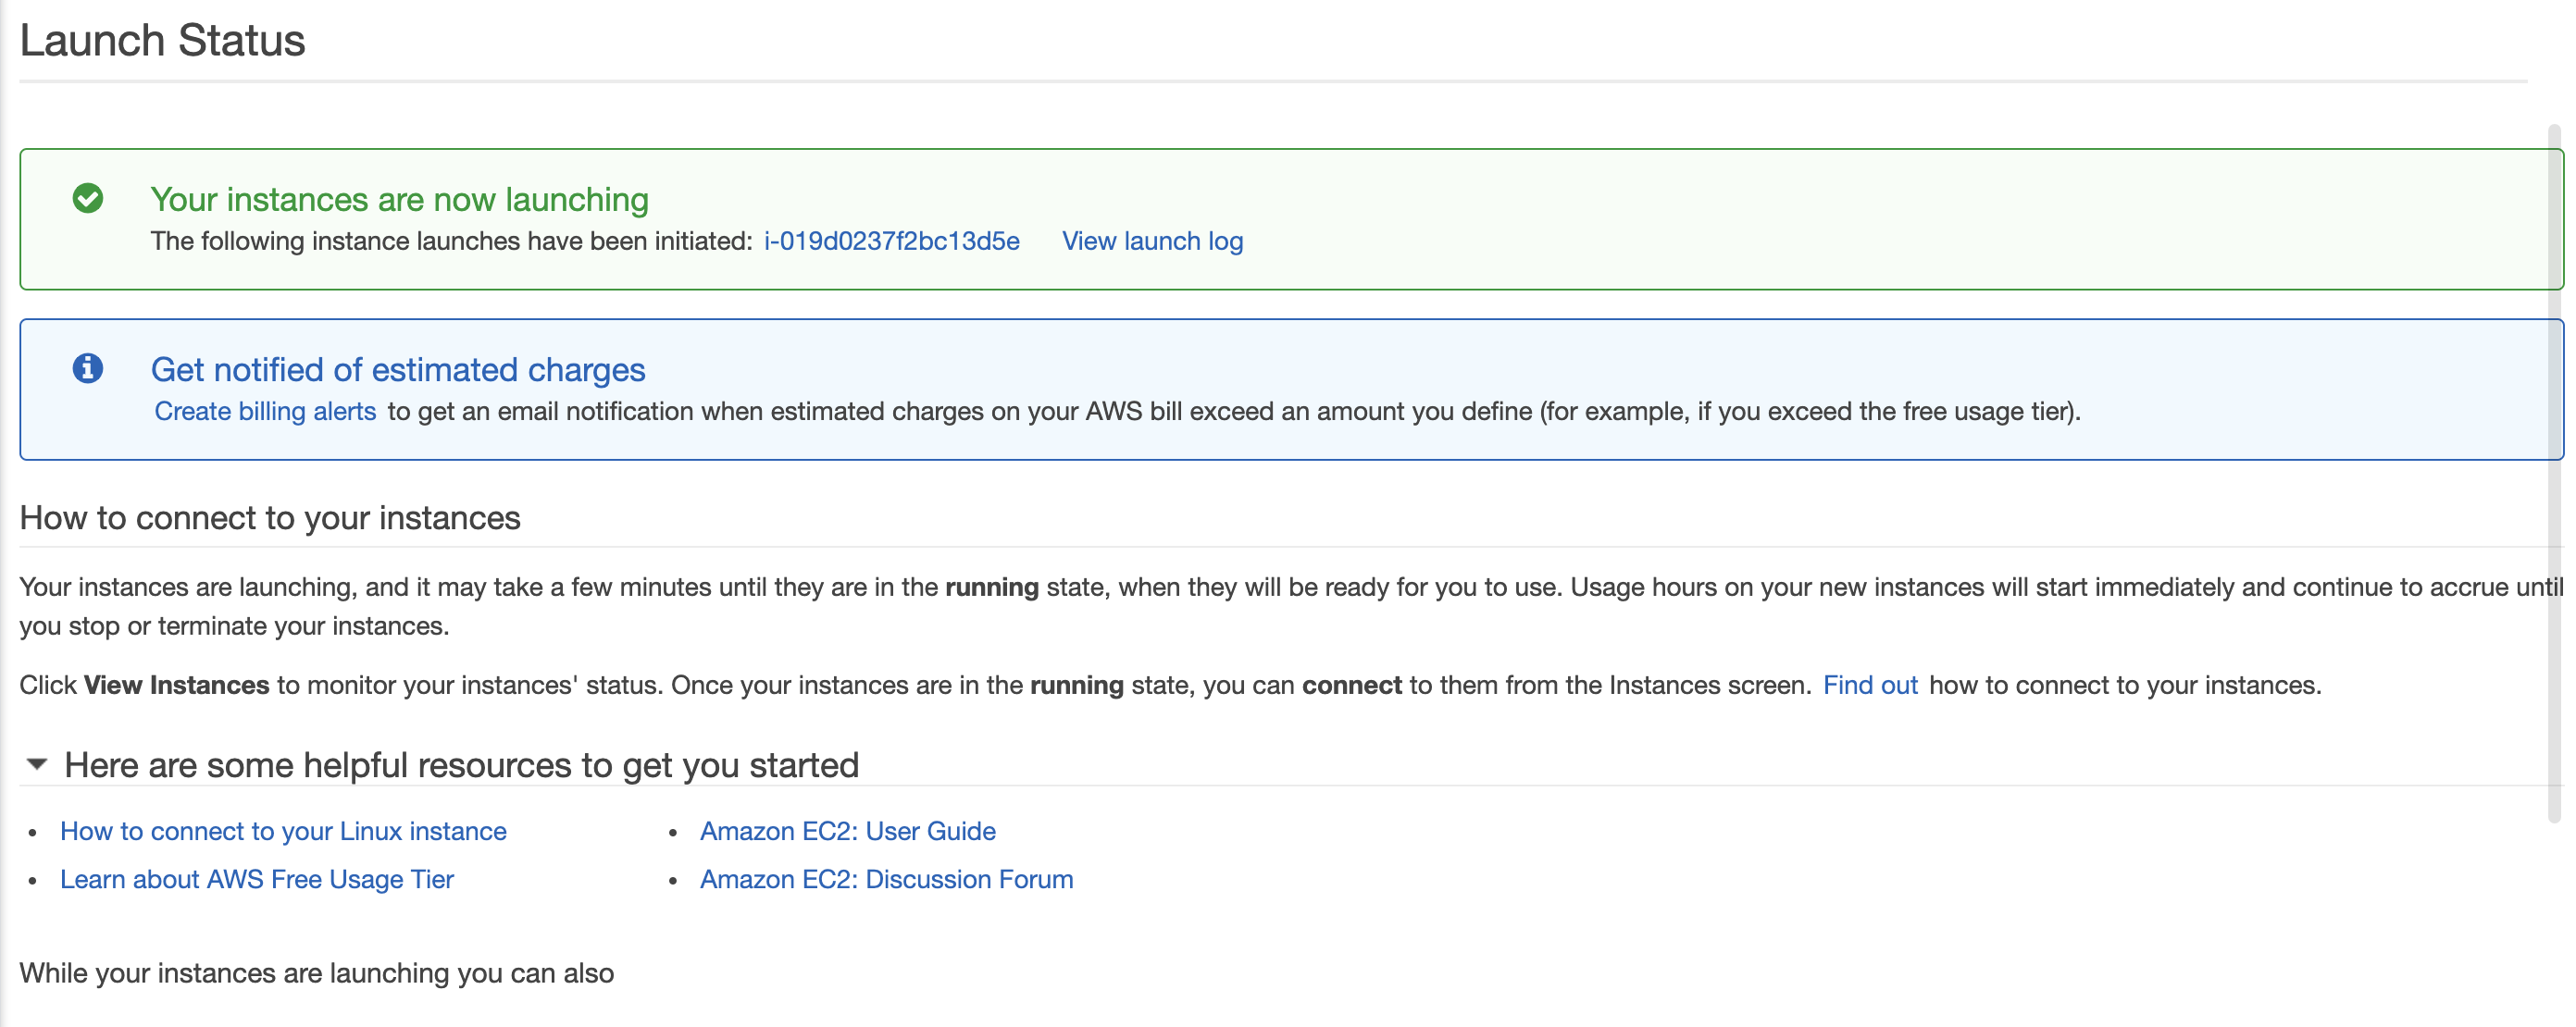 Launch Status
Your instances are now launching
The following instance launches have been initiated: i-019d0237f2bc13d5e View launch log
Get notified of estimated charges
Create billing alerts to get an email notification when estimated charges on your AWS bill exceed an amount you define (for example, if you exceed the free usage tier).
How to connect to your instances
Your instances are launching, and it may take a few minutes until they are in the running state, when they will be ready for you to use. Usage hours on your new instances will start immediately and continue to accrue until
you stop or terminate your instances.
Click View Instances to monitor your instances' status. Once your instances are in the running state, you can connect to them from the Instances screen. Find out how to connect to your instances.
Here are some helpful resources to get you started
• How to connect to your Linux instance
• Learn about AWS Free Usage Tier
• Amazon EC2: User Guide
• Amazon EC2: Discussion Forum
While your instances are launching you can also